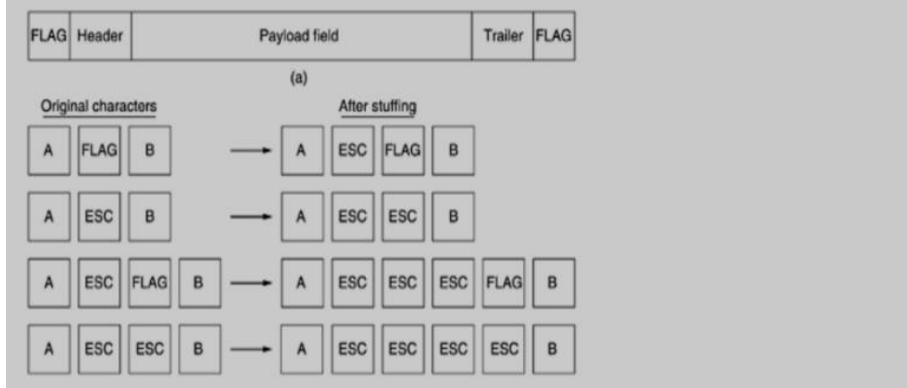 FLAG Header Payload field Trailer FLAG
(a)
Original characters After stuffing
A FLAG B A ESC FLAG B
A ESC B A ESC ESC B
A ESC FLAG B A ESC ESC ESC FLAG B
A ESC ESC B A ESC ESC ESC ESC B